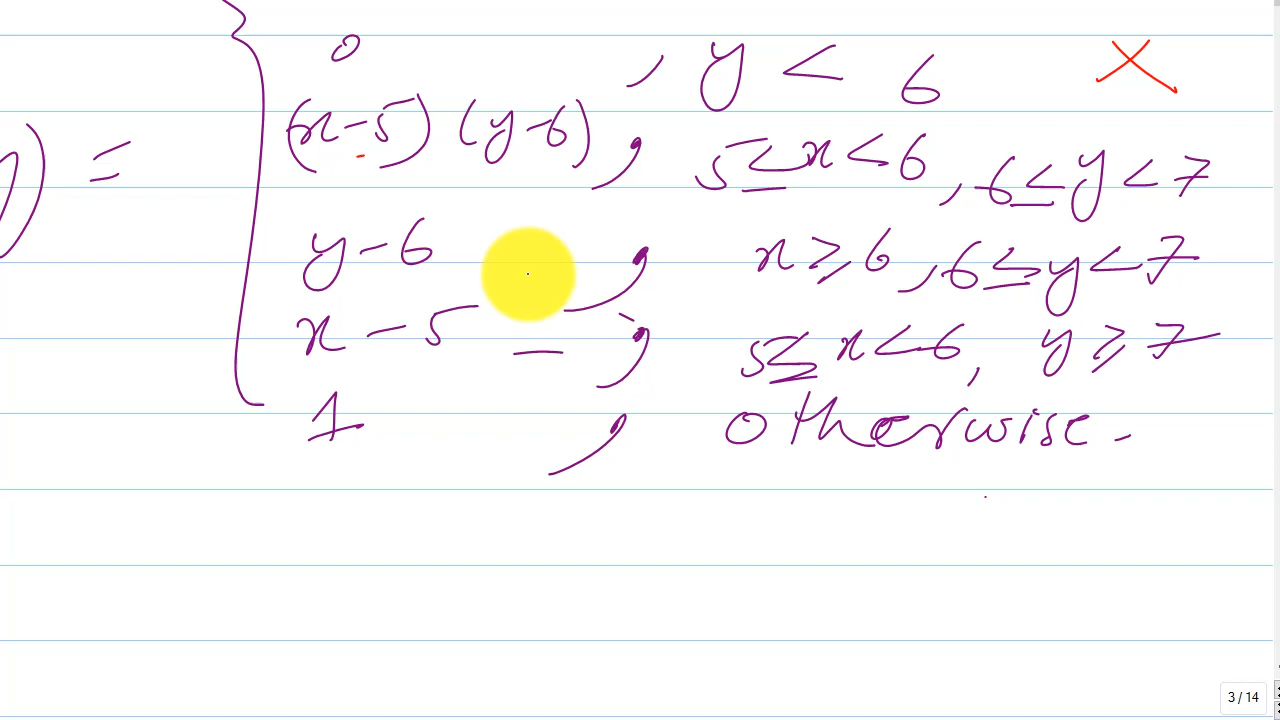 0 , y < 6
y) = (x-5)(y-6), 5≤x<6, 6≤y<7
y-6 , x≥6, 6≤y<7
x-5 , 5≤x<6, y≥7
1 , otherwise.
3 / 14